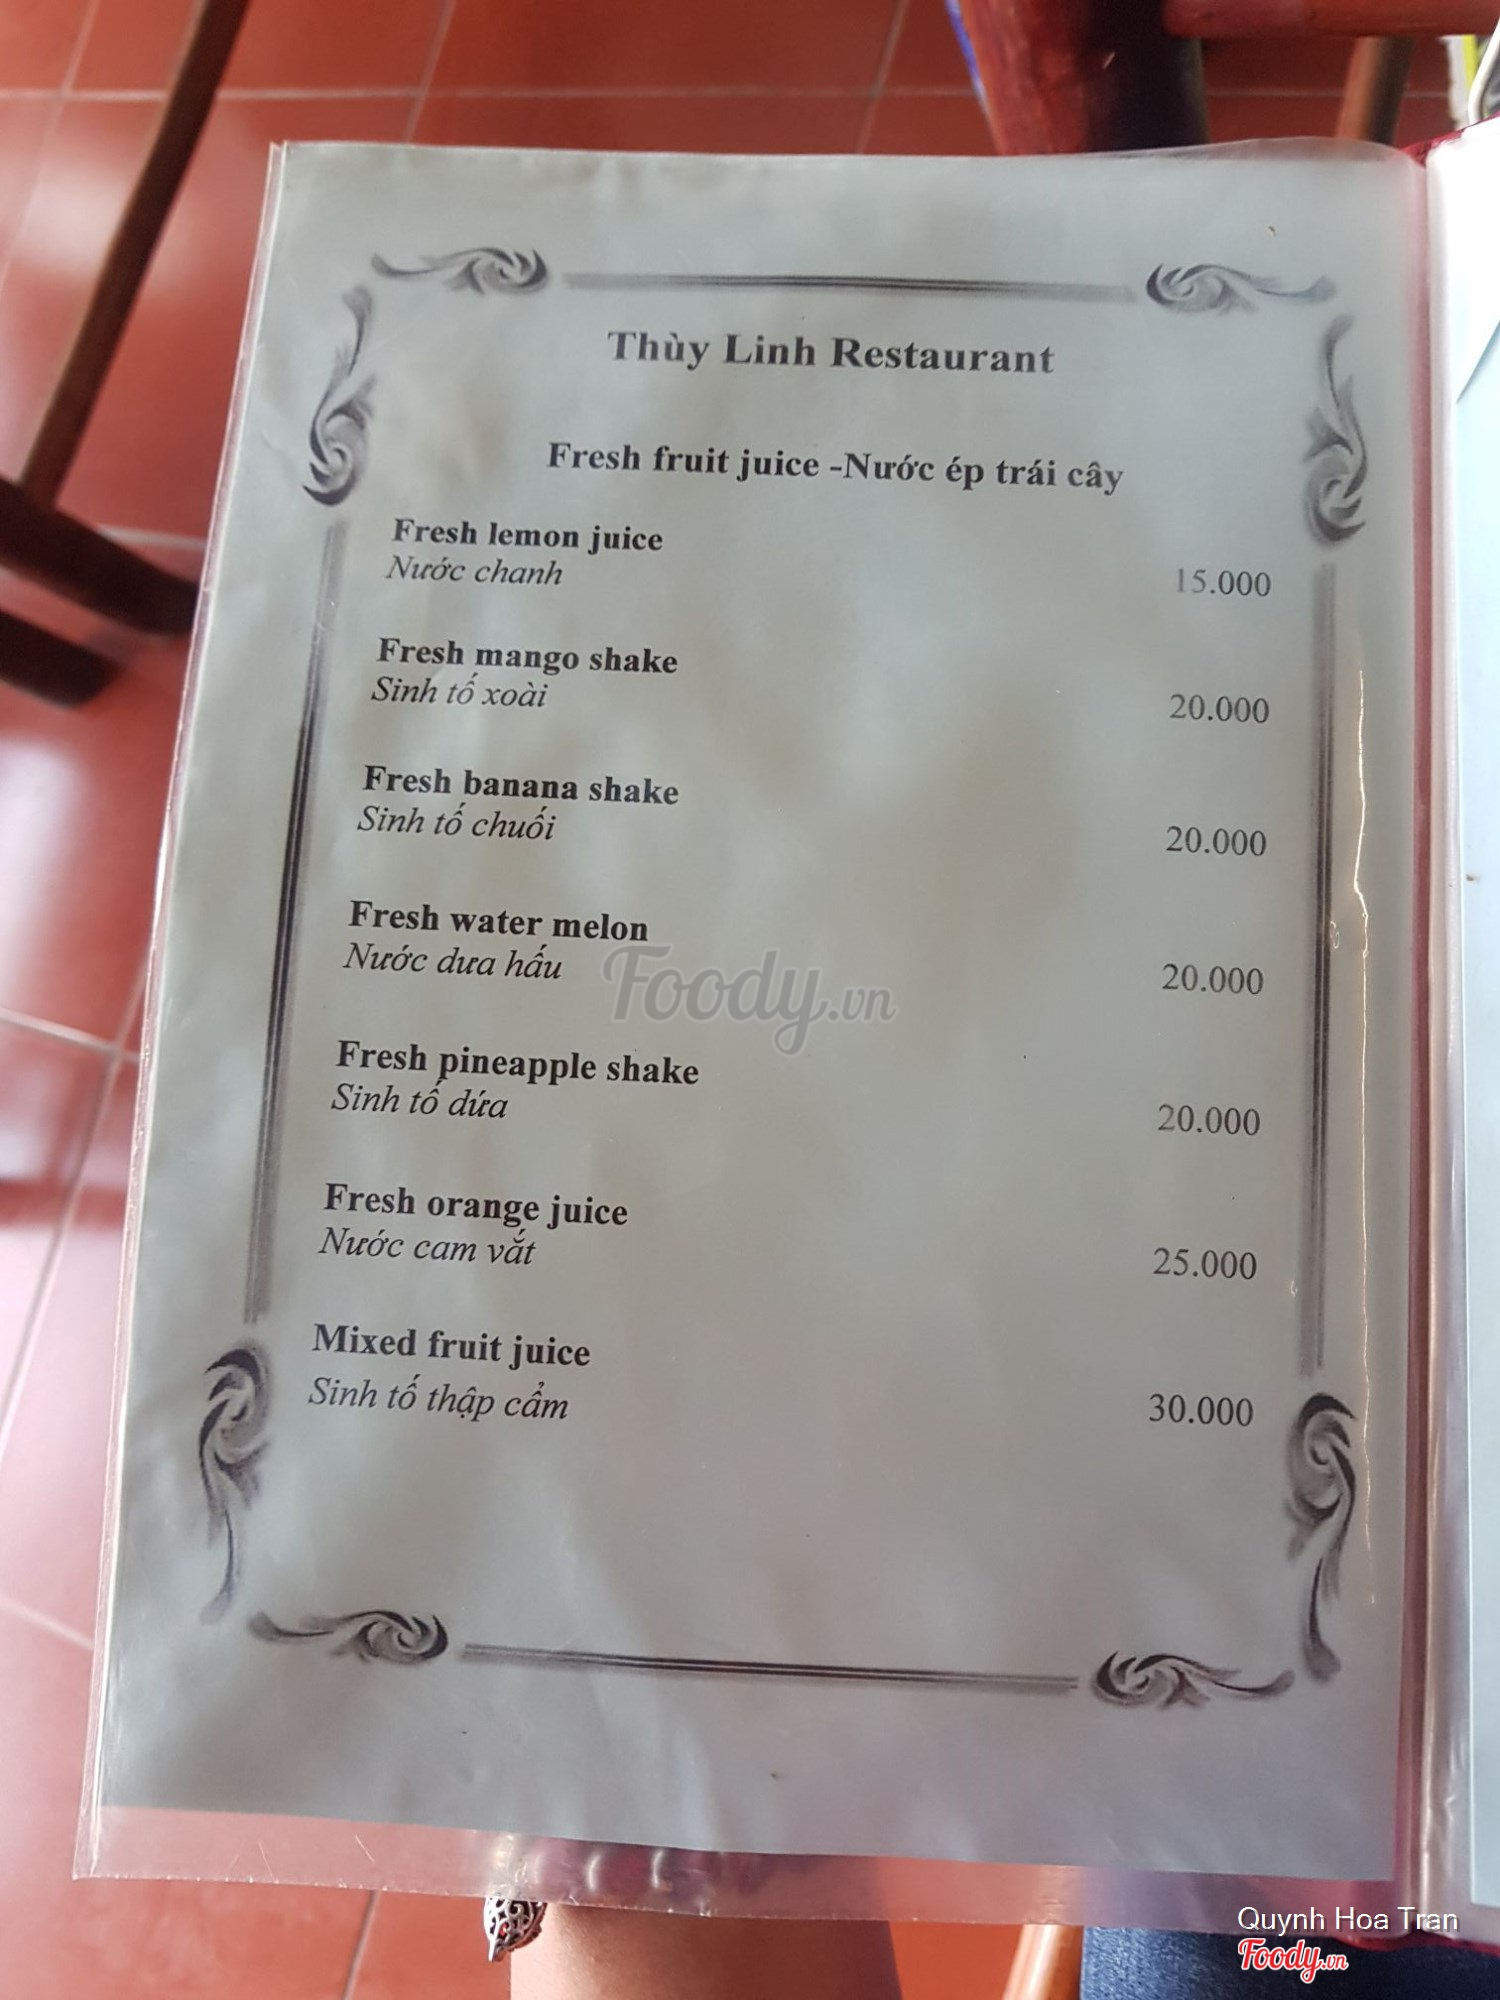 Thùy Linh Restaurant
Fresh fruit juice -Nước ép trái cây
Fresh lemon juice
Nước chanh
15.000
Fresh mango shake
Sinh tố xoài
20.000
Fresh banana shake
Sinh tố chuối
20.000
Fresh water melon
Nước dưa hấu
20.000
Foody.vn
Fresh pineapple shake
Sinh tố dứa
20.000
Fresh orange juice
Nước cam vắt
25.000
Mixed fruit juice
Sinh tố thập cẩm
30.000
Quynh Hoa Tran
Foody.vn